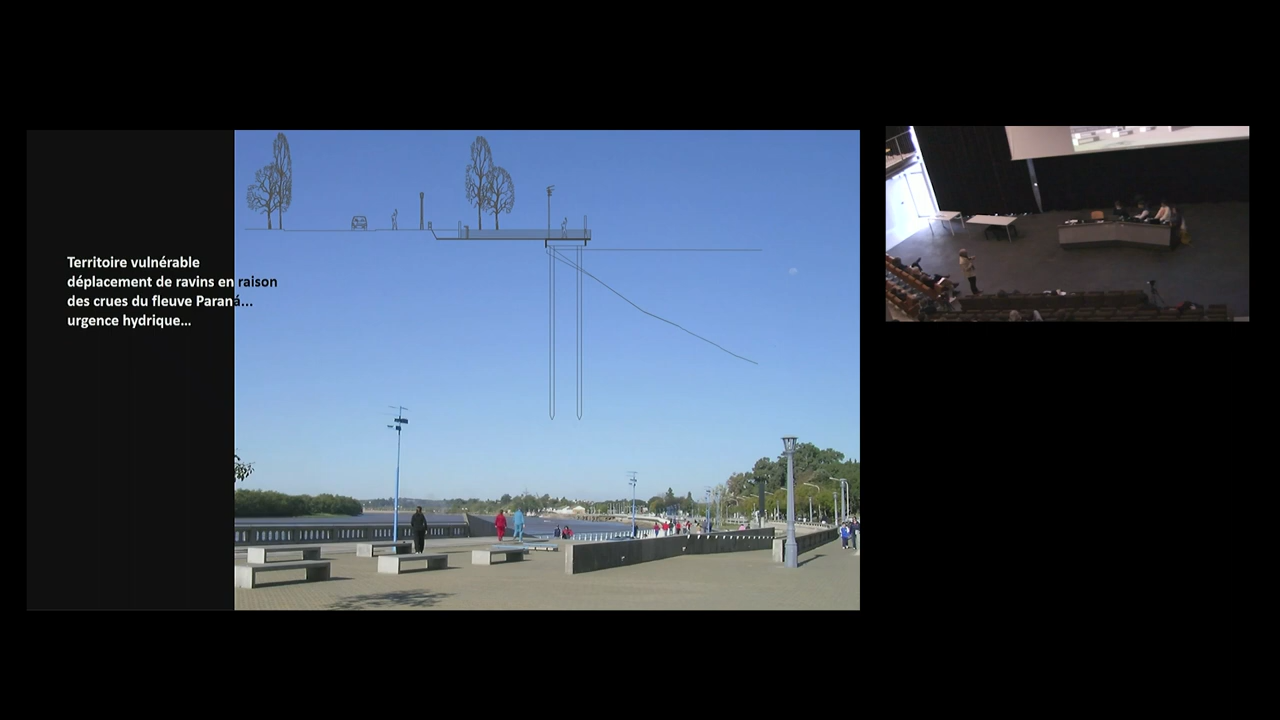 Territoire vulnérable
déplacement de ravins en raison
des crues du fleuve Paraná...
urgence hydrique...